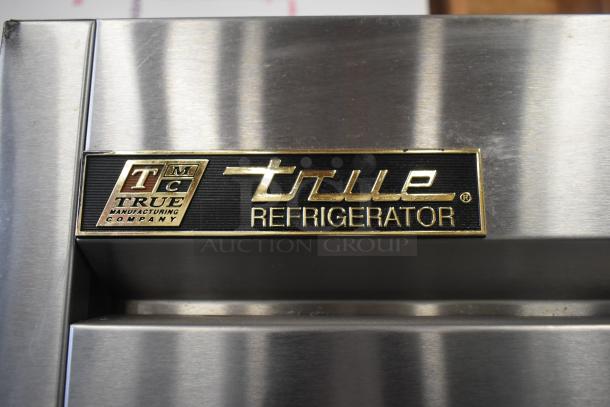 T M C
TRUE
MANUFACTURING
COMPANY
true®
REFRIGERATOR
AUCTION GROUP